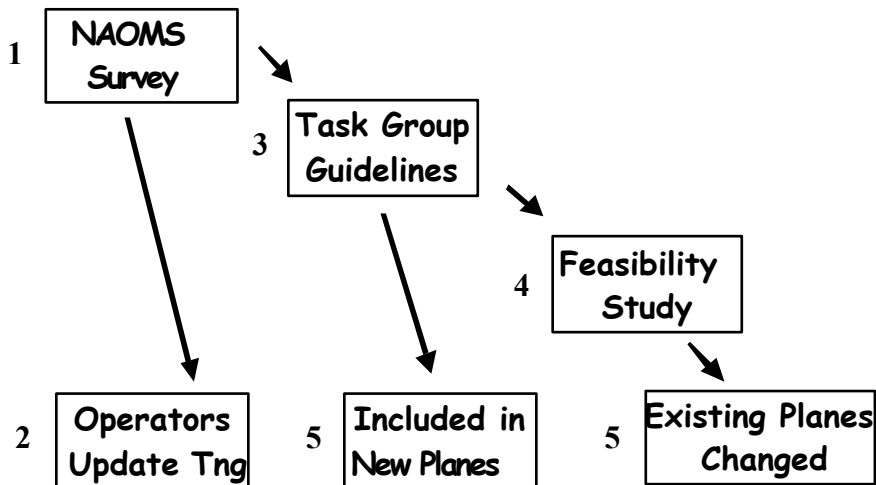 1
NAOMS
Survey
3
Task Group
Guidelines
4
Feasibility
Study
2
Operators
Update Tng
5
Included in
New Planes
5
Existing Planes
Changed